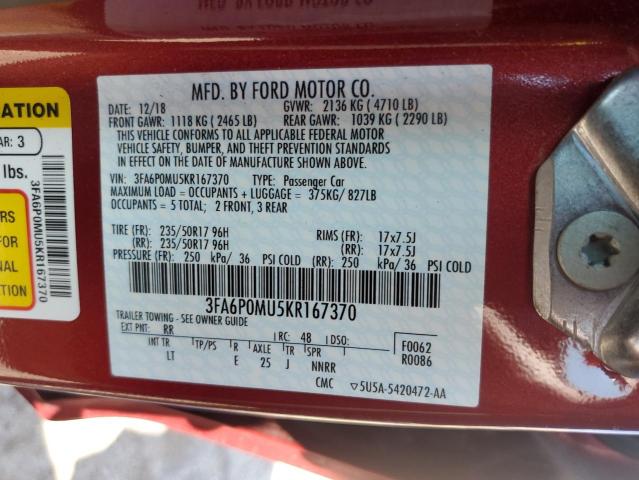 MFD. BY FORD MOTOR CO.
DATE: 12/18 GVWR: 2136 KG ( 4710 LB)
FRONT GAWR: 1118 KG ( 2465 LB) REAR GAWR: 1039 KG ( 2290 LB)
THIS VEHICLE CONFORMS TO ALL APPLICABLE FEDERAL MOTOR
VEHICLE SAFETY, BUMPER, AND THEFT PREVENTION STANDARDS
IN EFFECT ON THE DATE OF MANUFACTURE SHOWN ABOVE.
VIN: 3FA6P0MU5KR167370 TYPE: Passenger Car
MAXIMUM LOAD = OCCUPANTS + LUGGAGE = 375KG/ 827LB
OCCUPANTS = 5 TOTAL; 2 FRONT, 3 REAR
TIRE (FR): 235/50R17 96H RIMS (FR): 17x7.5J
(RR): 235/50R17 96H (RR): 17x7.5J
PRESSURE (FR): 250 kPa/ 36 PSI COLD (RR): 250 kPa/ 36 PSI COLD
3FA6P0MU5KR167370
TRAILER TOWING - SEE OWNER GUIDE
EXT PNT: RR RC: 48 DSO: F0062
R0086
INT TR TP/PS R AXLE TR SPR
LT E 25 J NNRR
CMC ▽5U5A-5420472-AA
ATION
AR: 3
lbs.
RS
FOR
NAL
TION
3FA6P0MU5KR167370